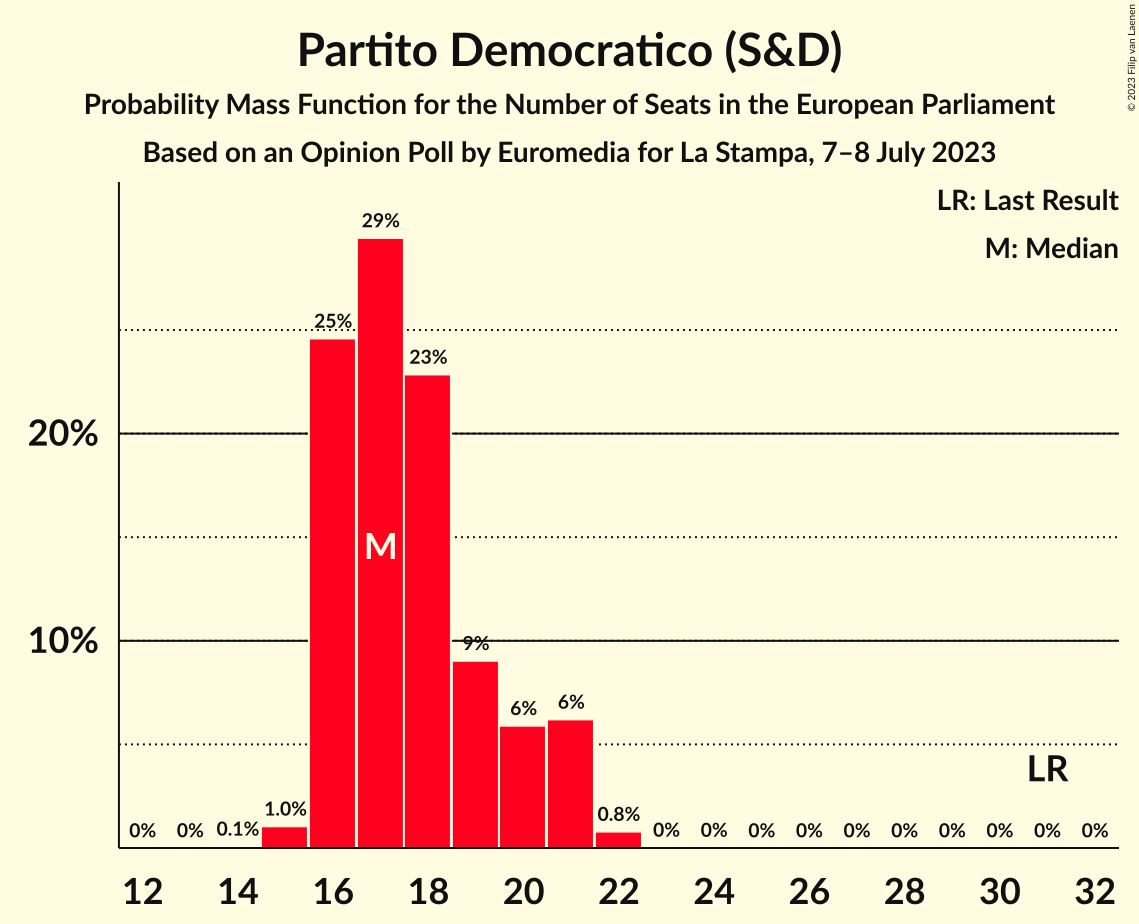 Partito Democratico (S&D)
Probability Mass Function for the Number of Seats in the European Parliament
Based on an Opinion Poll by Euromedia for La Stampa, 7–8 July 2023
© 2023 Filip van Laenen
LR: Last Result
M: Median
29%
25%
23%
20%
M
10%
9%
6%
6%
LR
1.0%
0.8%
0% 0% 0.1% 0% 0% 0% 0% 0% 0% 0% 0% 0% 0%
12 14 16 18 20 22 24 26 28 30 32